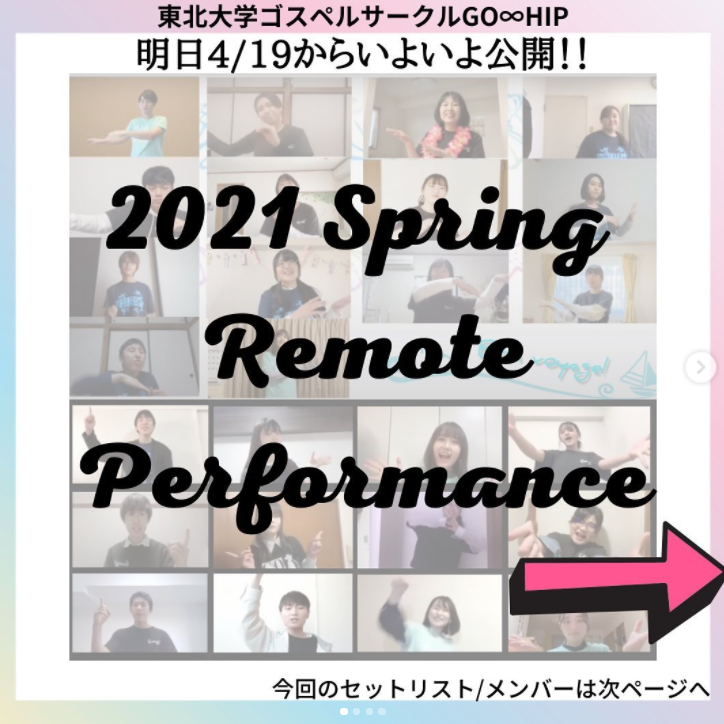 東北大学ゴスペルサークルGO∞HIP
明日4/19からいよいよ公開!!
2021 Spring
Remote
voyage!
Performance
今回のセットリスト/メンバーは次ページへ